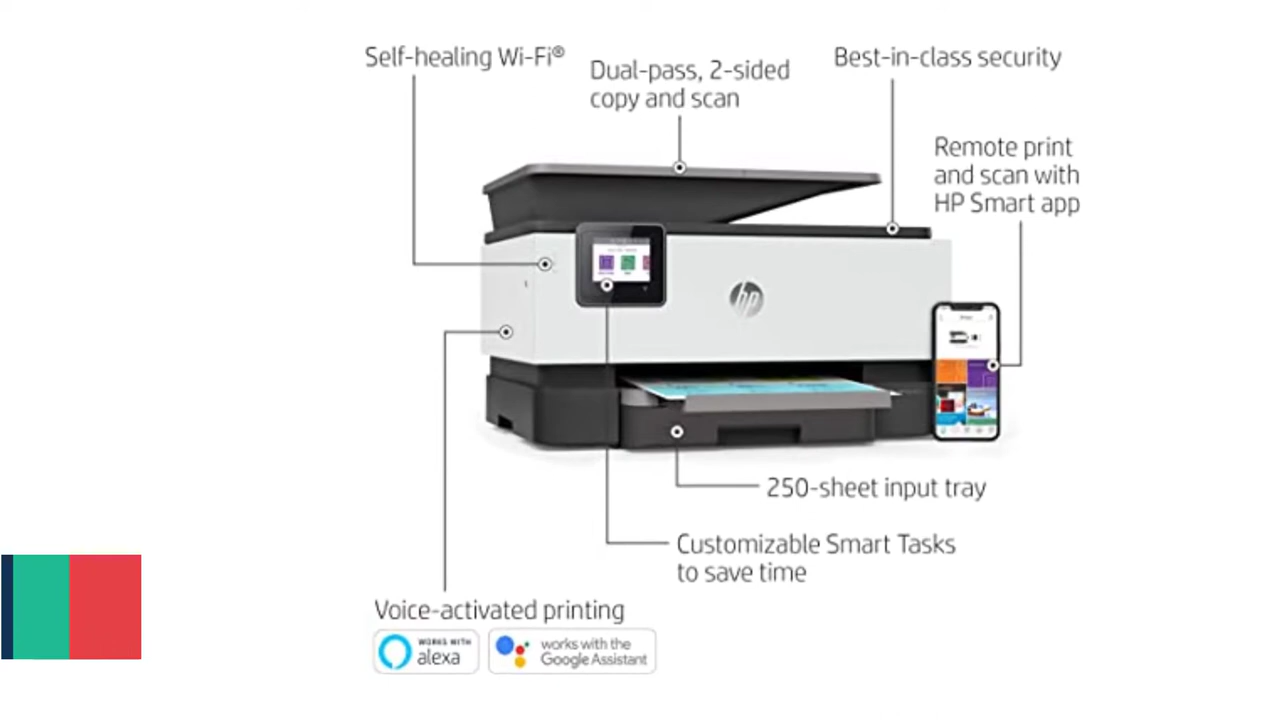 Self-healing Wi-Fi®
Dual-pass, 2-sided
copy and scan
Best-in-class security
Remote print
and scan with
HP Smart app
hp
250-sheet input tray
Customizable Smart Tasks
to save time
Voice-activated printing
WORKS WITH
alexa
works with the
Google Assistant